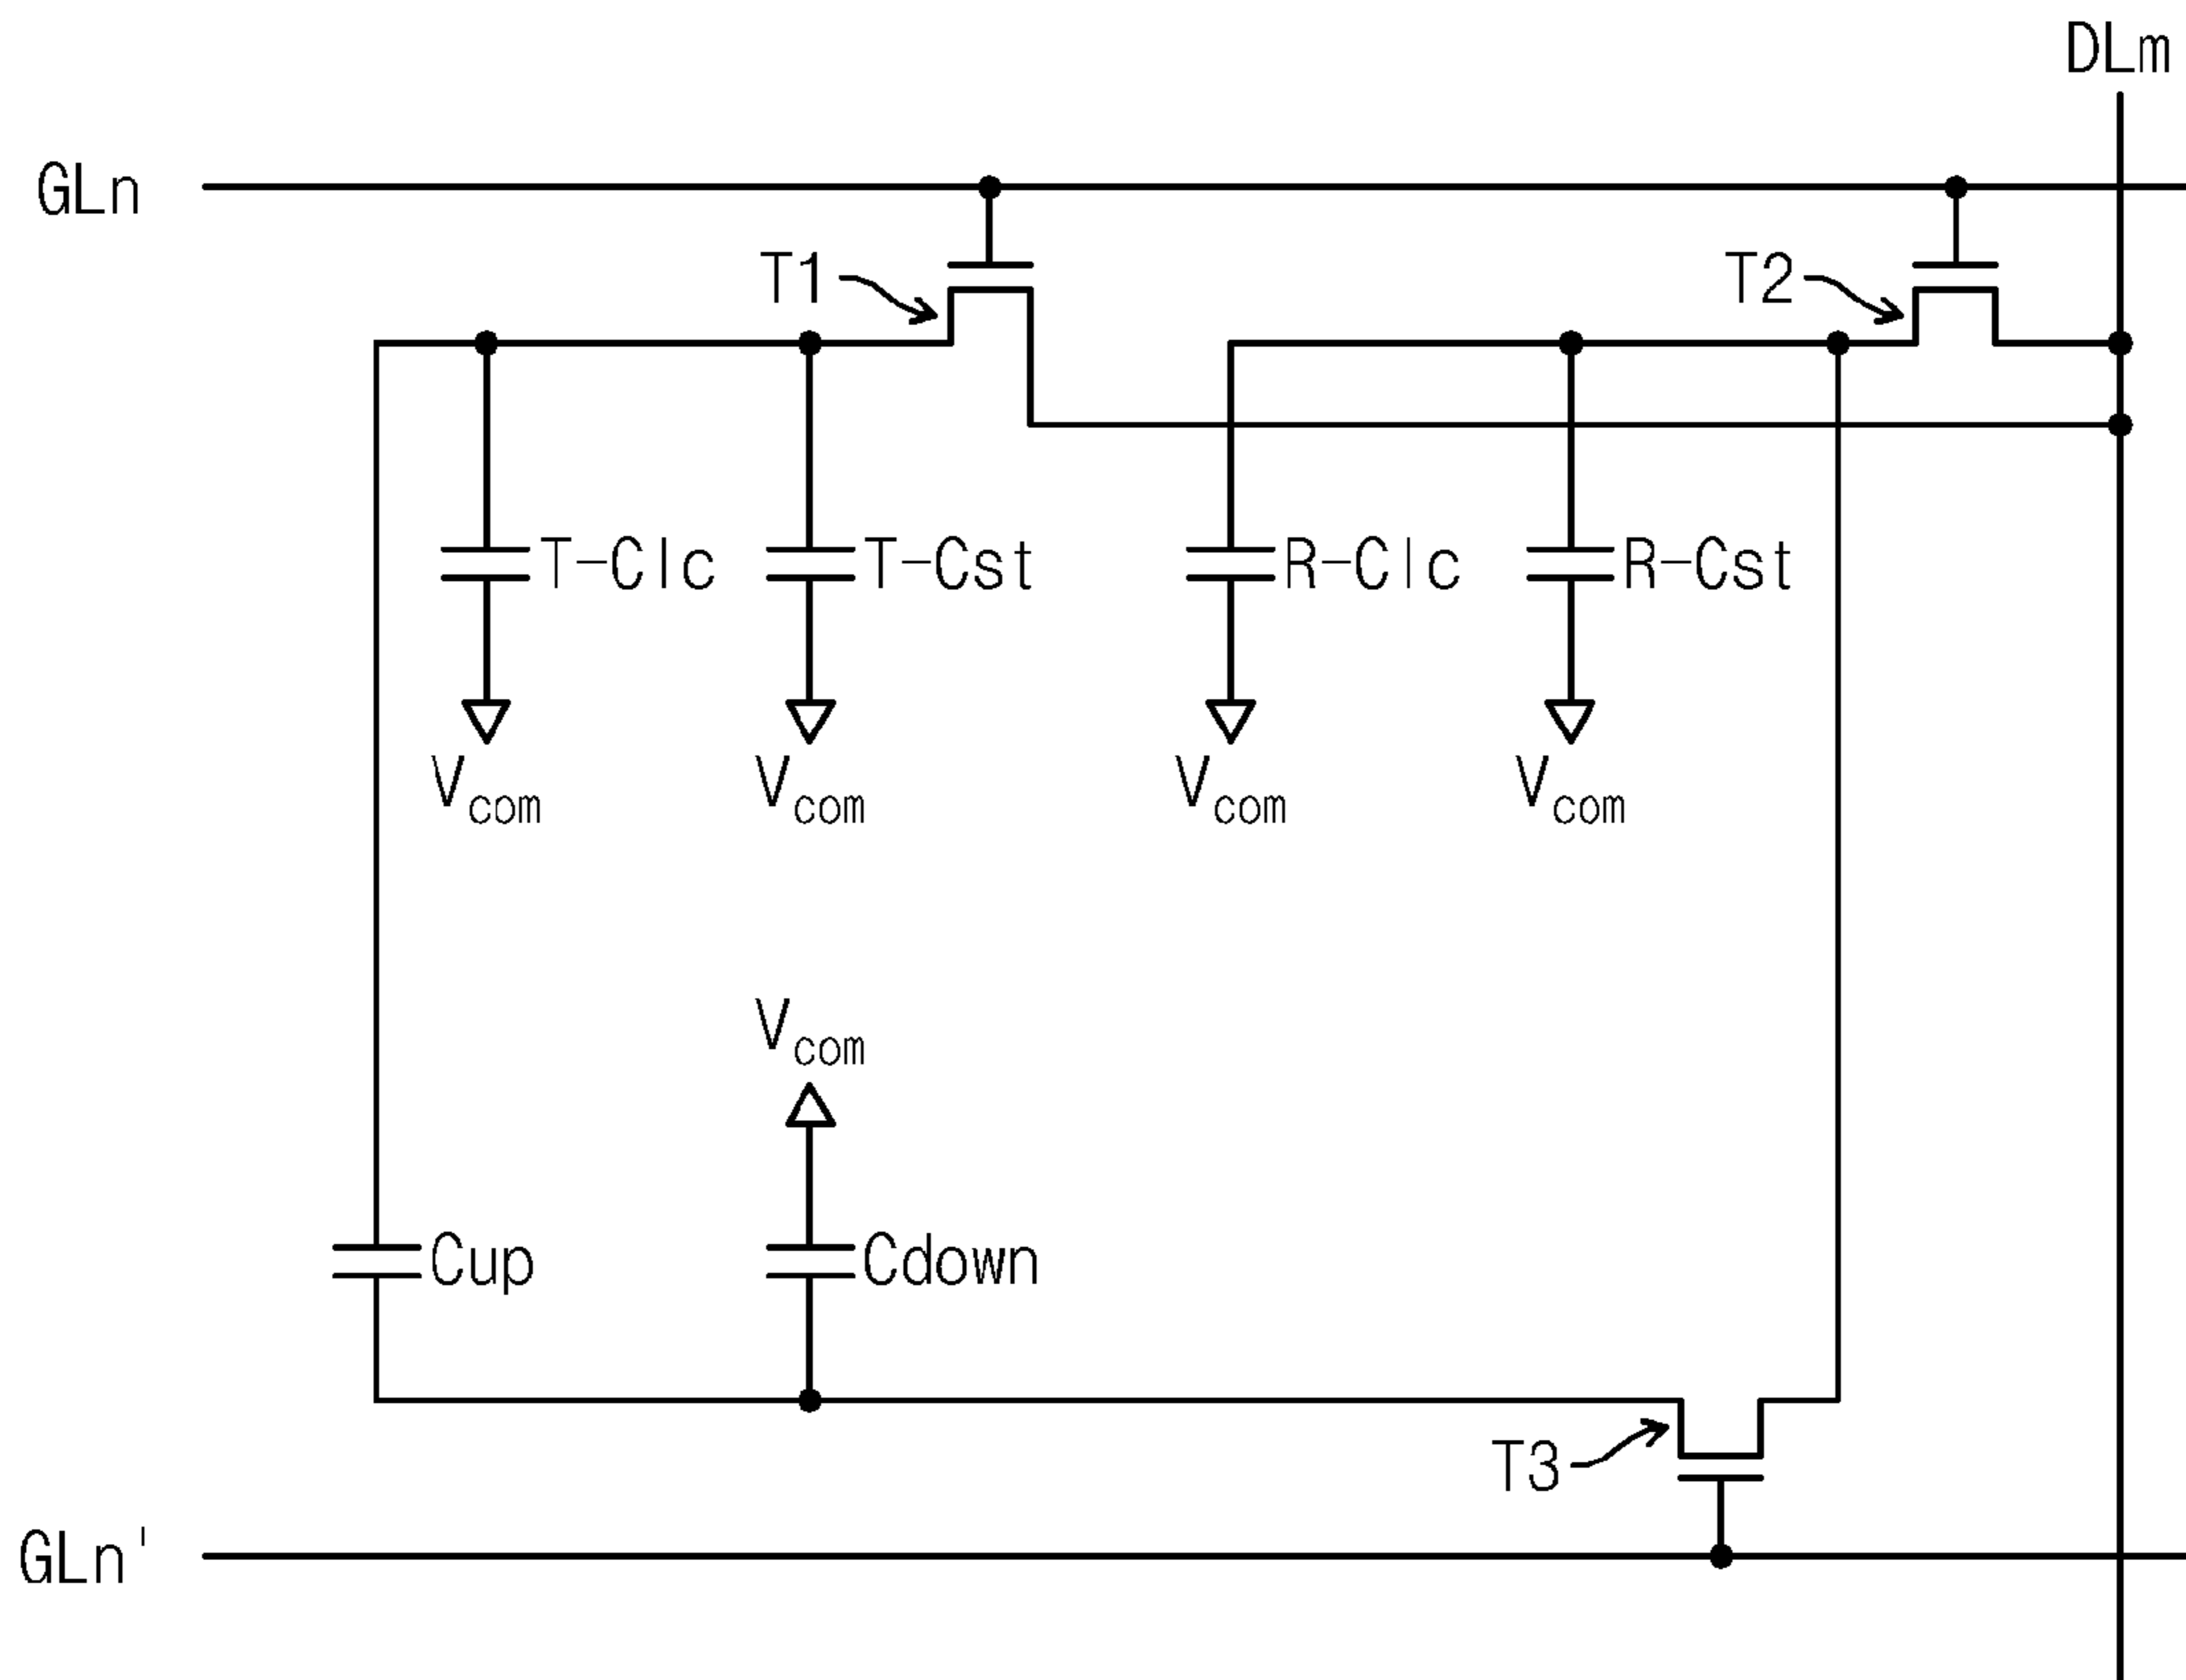 DLm
GLn
T1
T2
T-Clc
T-Cst
R-Clc
R-Cst
Vcom
Vcom
Vcom
Vcom
Vcom
Cup
Cdown
T3
GLn'